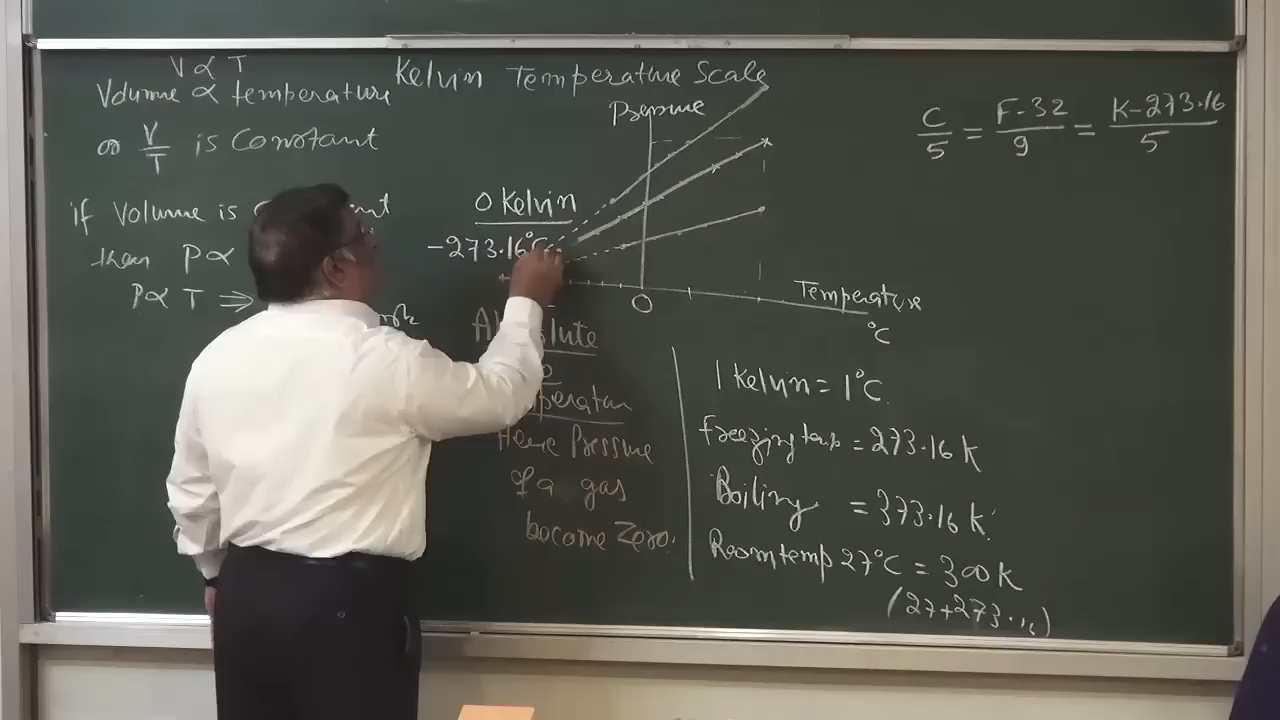 V ∝ T
Volume ∝ temperature
or V/T is Constant
if Volume is
then P∝
P∝ T ⇒
Kelvin Temperature Scale
Pressure
0 Kelvin
-273.16°C
O
Temperature
°C
Absolute
Here Pressure
of a gas
become Zero.
C/5 = F-32/9 = K-273.16/5
1 Kelvin = 1°C.
Freezing temp = 273.16 K
Boiling = 373.16 K
Room temp 27°C = 300 K
(27+273.16)